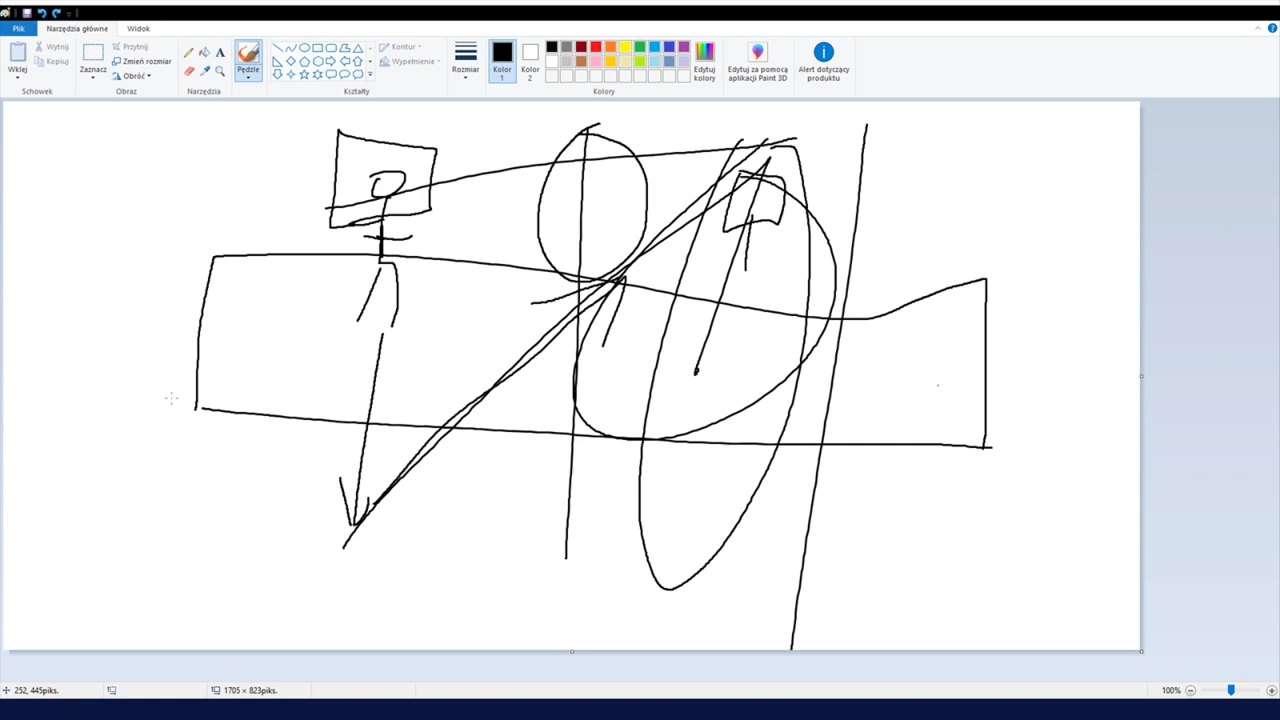 Plik Narzędzia główne Widok
Wklej
Wytnij
Kopiuj
Schowek
Zaznacz
Przytnij
Zmień rozmiar
Obróć
Obraz
A
Narzędzia
Pędzle
Kontur
Wypełnienie
Kształty
Rozmiar
Kolor
1
Kolor
2
Edytuj
kolory
Kolory
Edytuj za pomocą
aplikacji Paint 3D
Alert dotyczący
produktu
252, 445piks.
1705 × 823piks.
100%